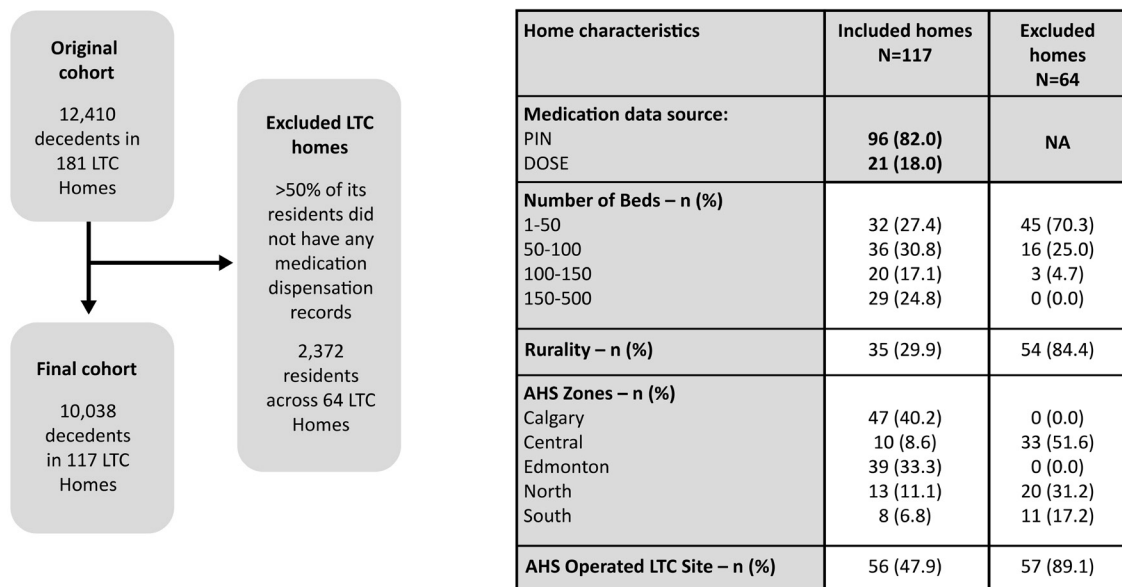 Original
cohort
12,410
decedents in
181 LTC
Homes
Excluded LTC
homes
>50% of its
residents did
not have any
medication
dispensation
records
2,372
residents
across 64 LTC
Homes
Final cohort
10,038
decedents
in 117 LTC
Homes
Home characteristics Included homes N=117 Excluded homes N=64
Medication data source:
PIN 96 (82.0) NA
DOSE 21 (18.0)
Number of Beds – n (%)
1-50 32 (27.4) 45 (70.3)
50-100 36 (30.8) 16 (25.0)
100-150 20 (17.1) 3 (4.7)
150-500 29 (24.8) 0 (0.0)
Rurality – n (%) 35 (29.9) 54 (84.4)
AHS Zones – n (%)
Calgary 47 (40.2) 0 (0.0)
Central 10 (8.6) 33 (51.6)
Edmonton 39 (33.3) 0 (0.0)
North 13 (11.1) 20 (31.2)
South 8 (6.8) 11 (17.2)
AHS Operated LTC Site – n (%) 56 (47.9) 57 (89.1)